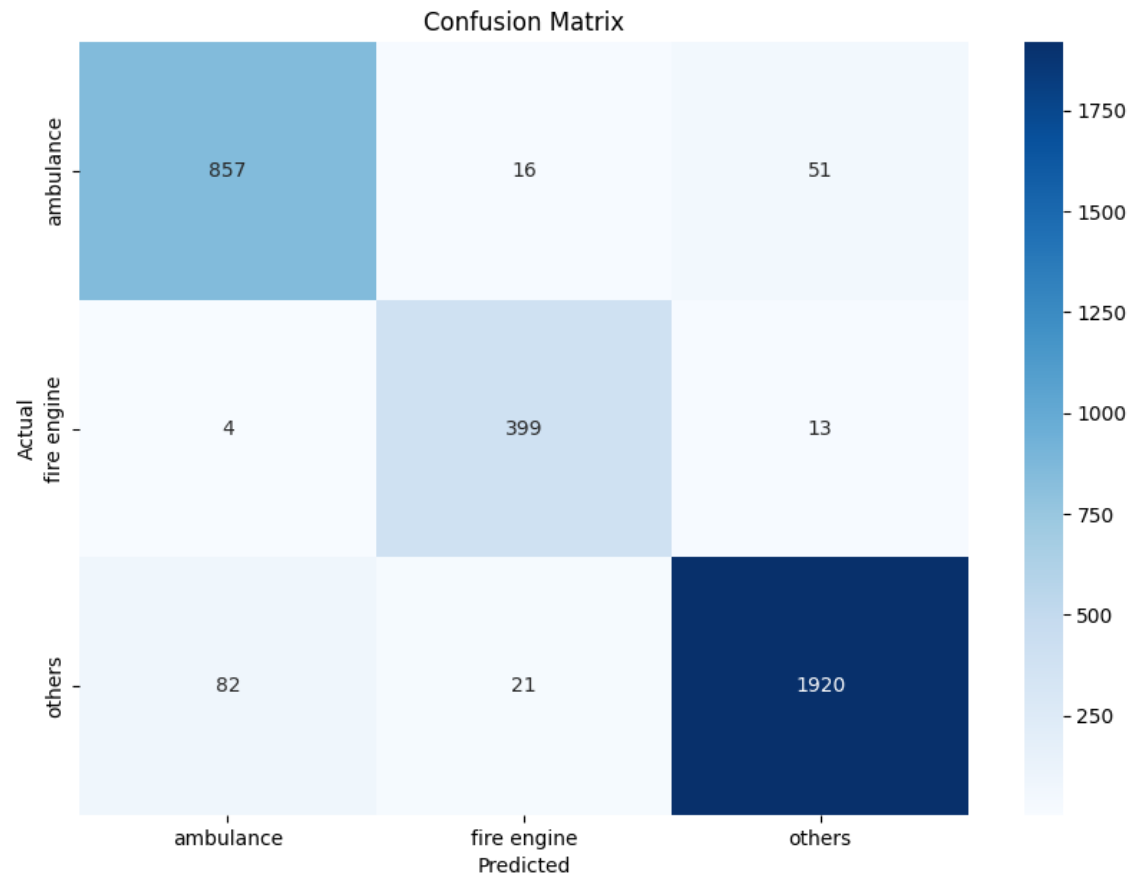 Confusion Matrix
ambulance
857
16
51
Actual
fire engine
4
399
13
others
82
21
1920
ambulance
fire engine
others
Predicted
1750
1500
1250
1000
750
500
250